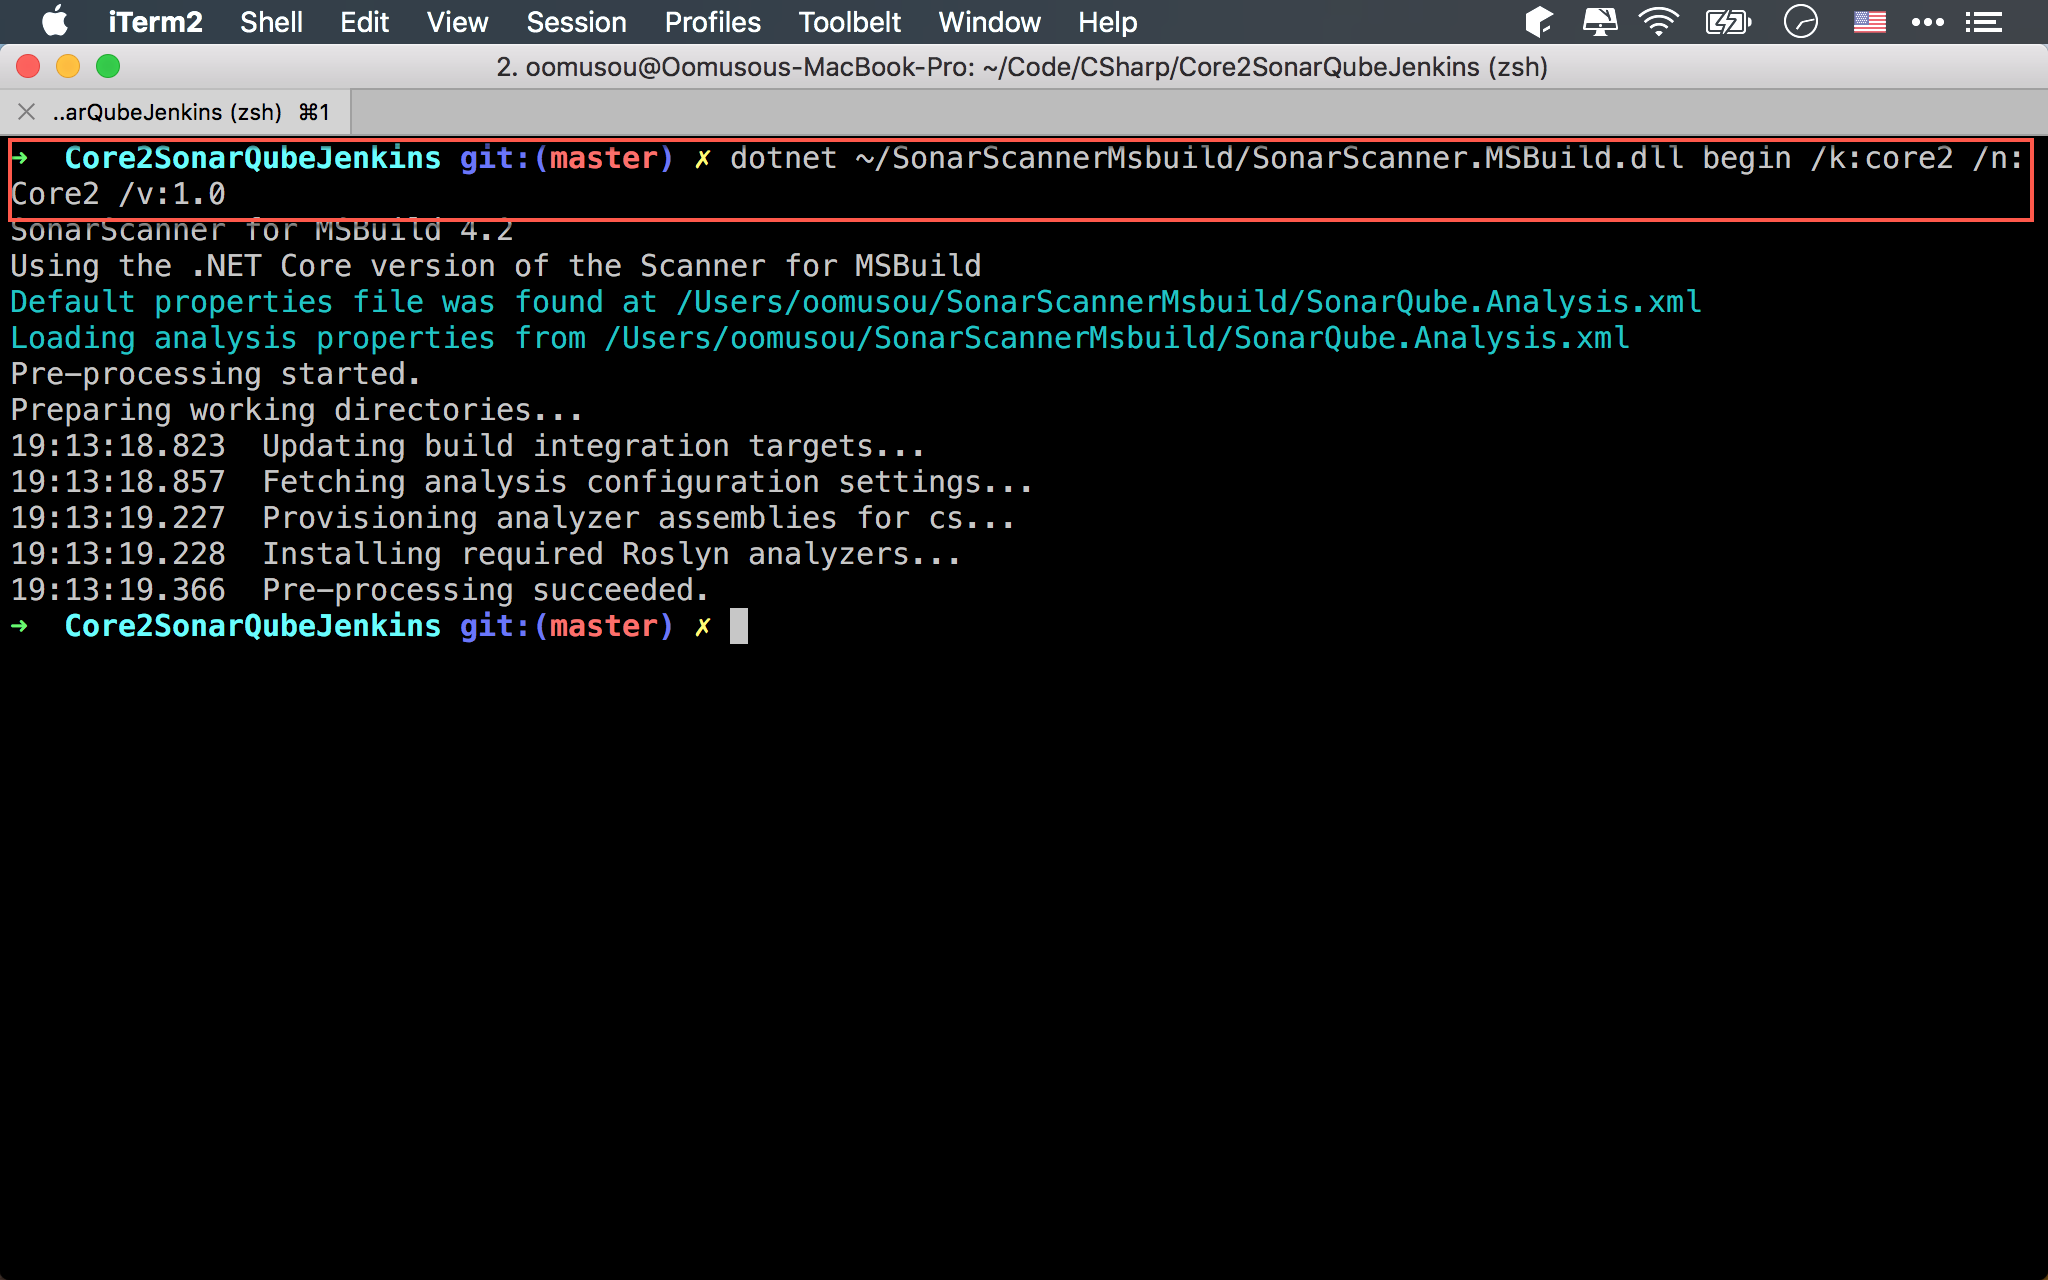 iTerm2 Shell Edit View Session Profiles Toolbelt Window Help
2. oomusou@Oomusous-MacBook-Pro: ~/Code/CSharp/Core2SonarQubeJenkins (zsh)
..arQubeJenkins (zsh) ⌘1
➜ Core2SonarQubeJenkins git:(master) ✗ dotnet ~/SonarScannerMsbuild/SonarScanner.MSBuild.dll begin /k:core2 /n:
Core2 /v:1.0
SonarScanner for MSBuild 4.2
Using the .NET Core version of the Scanner for MSBuild
Default properties file was found at /Users/oomusou/SonarScannerMsbuild/SonarQube.Analysis.xml
Loading analysis properties from /Users/oomusou/SonarScannerMsbuild/SonarQube.Analysis.xml
Pre-processing started.
Preparing working directories...
19:13:18.823  Updating build integration targets...
19:13:18.857  Fetching analysis configuration settings...
19:13:19.227  Provisioning analyzer assemblies for cs...
19:13:19.228  Installing required Roslyn analyzers...
19:13:19.366  Pre-processing succeeded.
➜ Core2SonarQubeJenkins git:(master) ✗